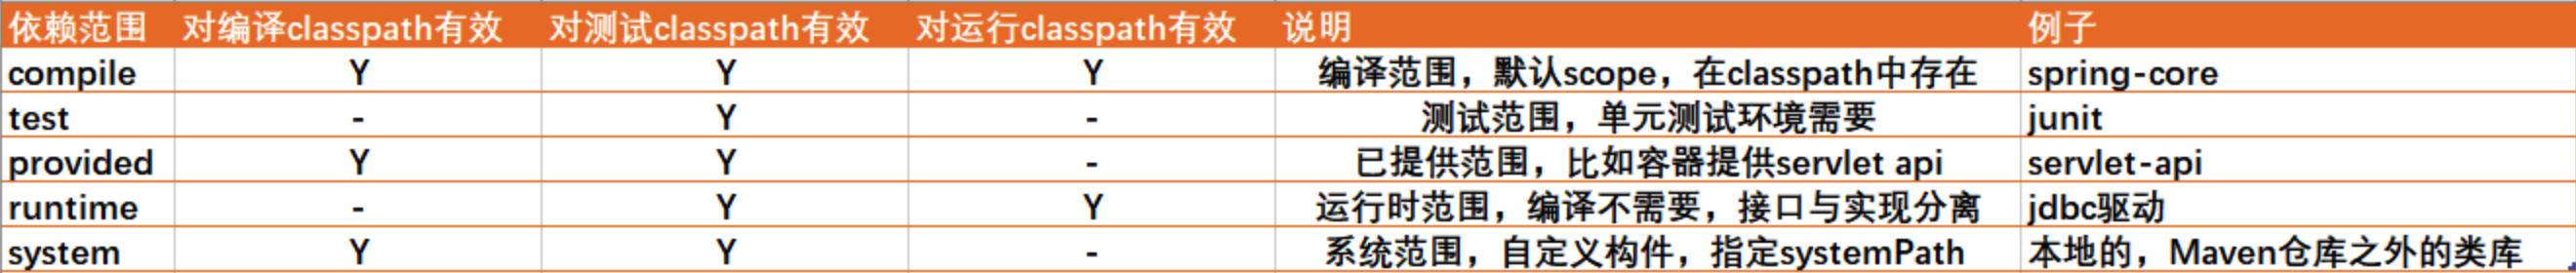 依赖范围 对编译classpath有效 对测试classpath有效 对运行classpath有效 说明 例子
compile Y Y Y 编译范围，默认scope，在classpath中存在 spring-core
test - Y - 测试范围，单元测试环境需要 junit
provided Y Y - 已提供范围，比如容器提供servlet api servlet-api
runtime - Y Y 运行时范围，编译不需要，接口与实现分离 jdbc驱动
system Y Y - 系统范围，自定义构件，指定systemPath 本地的，Maven仓库之外的类库